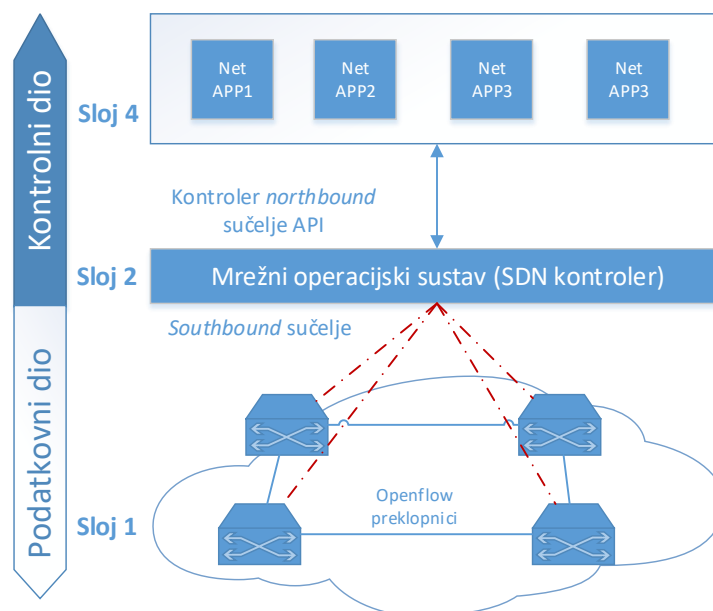 Kontrolni dio
Podatkovni dio
Net
APP1
Net
APP2
Net
APP3
Net
APP3
Sloj 4
Kontroler northbound
sučelje API
Sloj 2
Mrežni operacijski sustav (SDN kontroler)
Southbound sučelje
Openflow
preklopnici
Sloj 1